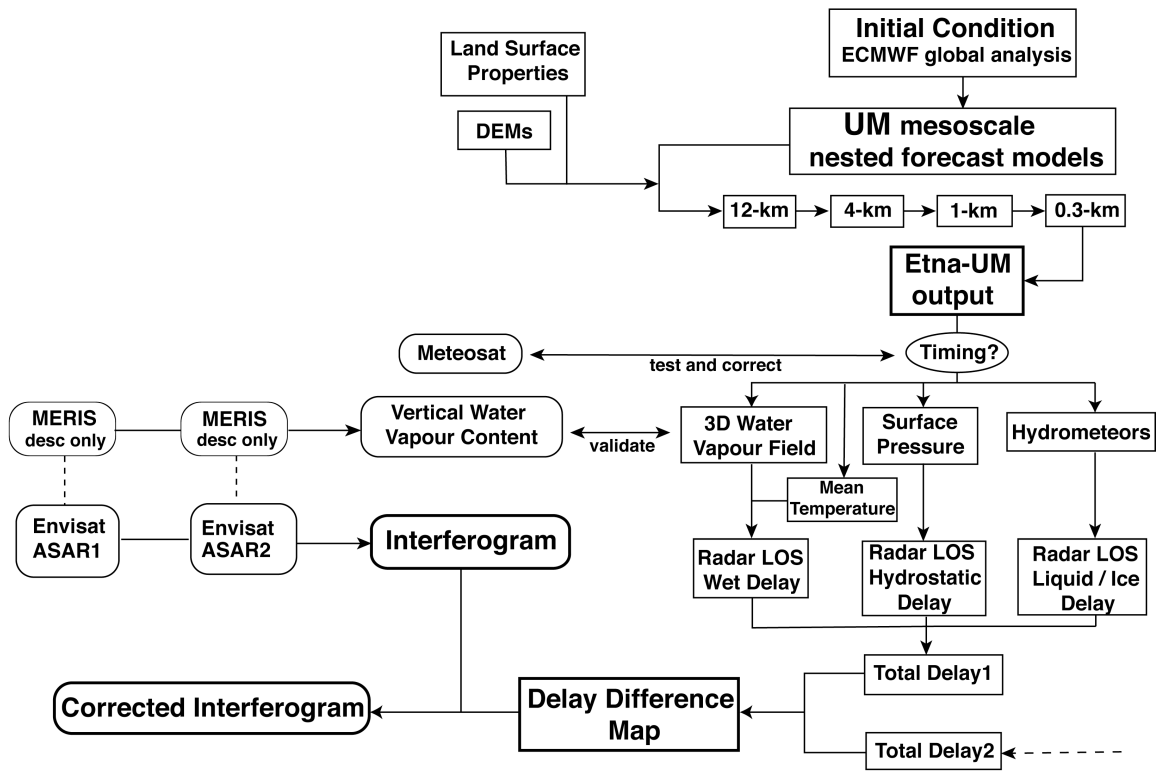 Initial Condition
ECMWF global analysis
Land Surface
Properties
DEMs
UM mesoscale
nested forecast models
12-km
4-km
1-km
0.3-km
Etna-UM
output
Meteosat
test and correct
Timing?
MERIS
desc only
MERIS
desc only
Vertical Water
Vapour Content
validate
3D Water
Vapour Field
Surface
Pressure
Hydrometeors
Mean
Temperature
Envisat
ASAR1
Envisat
ASAR2
Interferogram
Radar LOS
Wet Delay
Radar LOS
Hydrostatic
Delay
Radar LOS
Liquid / Ice
Delay
Total Delay1
Corrected Interferogram
Delay Difference
Map
Total Delay2